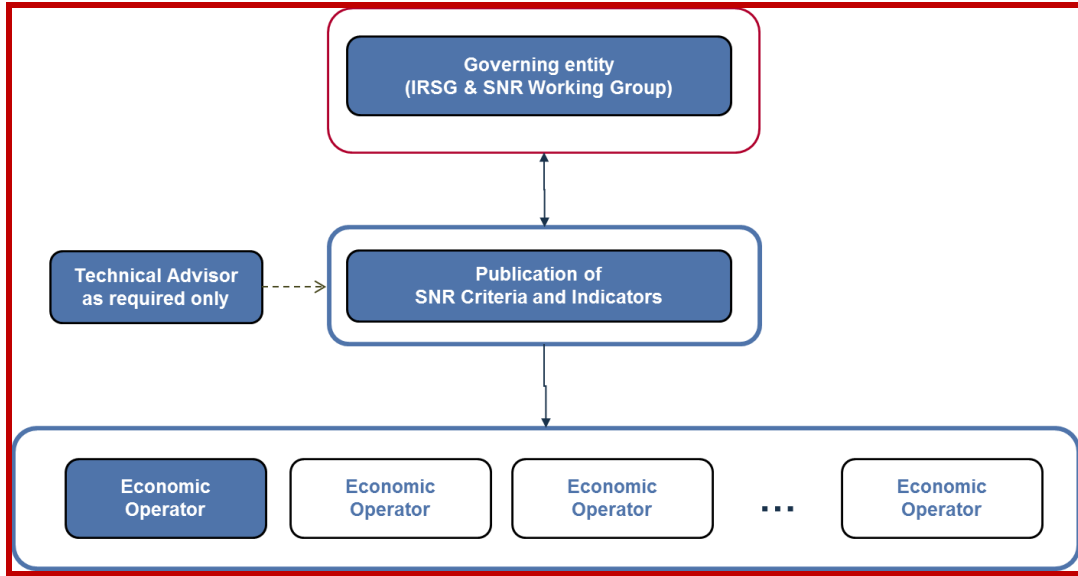 Governing entity
(IRSG & SNR Working Group)
Technical Advisor
as required only
Publication of
SNR Criteria and Indicators
Economic
Operator
Economic
Operator
Economic
Operator
...
Economic
Operator